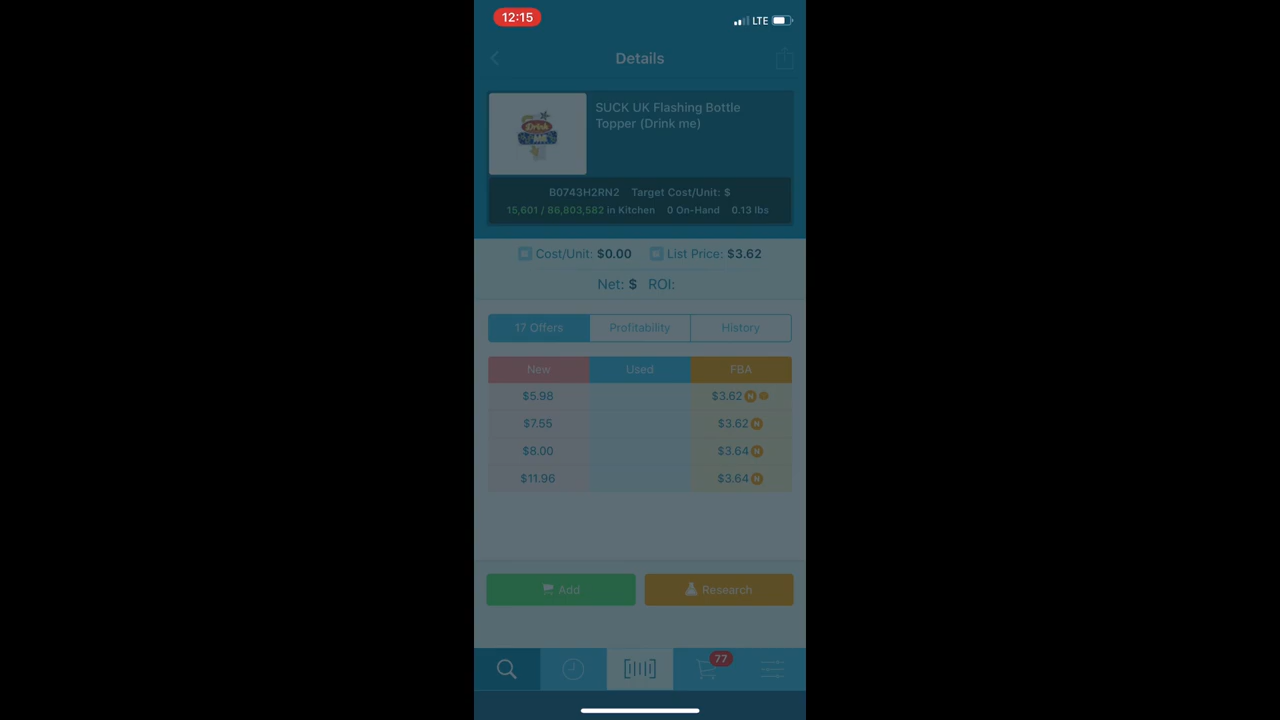 12:15
LTE
Details
SUCK UK Flashing Bottle
Topper (Drink me)
Drink
ME
B0743H2RN2 Target Cost/Unit: $
15,601 / 86,803,582 in Kitchen 0 On-Hand 0.13 lbs
Cost/Unit: $0.00 List Price: $3.62
Net: $ ROI:
17 Offers Profitability History
New Used FBA
$5.98 $3.62 N
$7.55 $3.62 N
$8.00 $3.64 N
$11.96 $3.64 N
Add Research
77